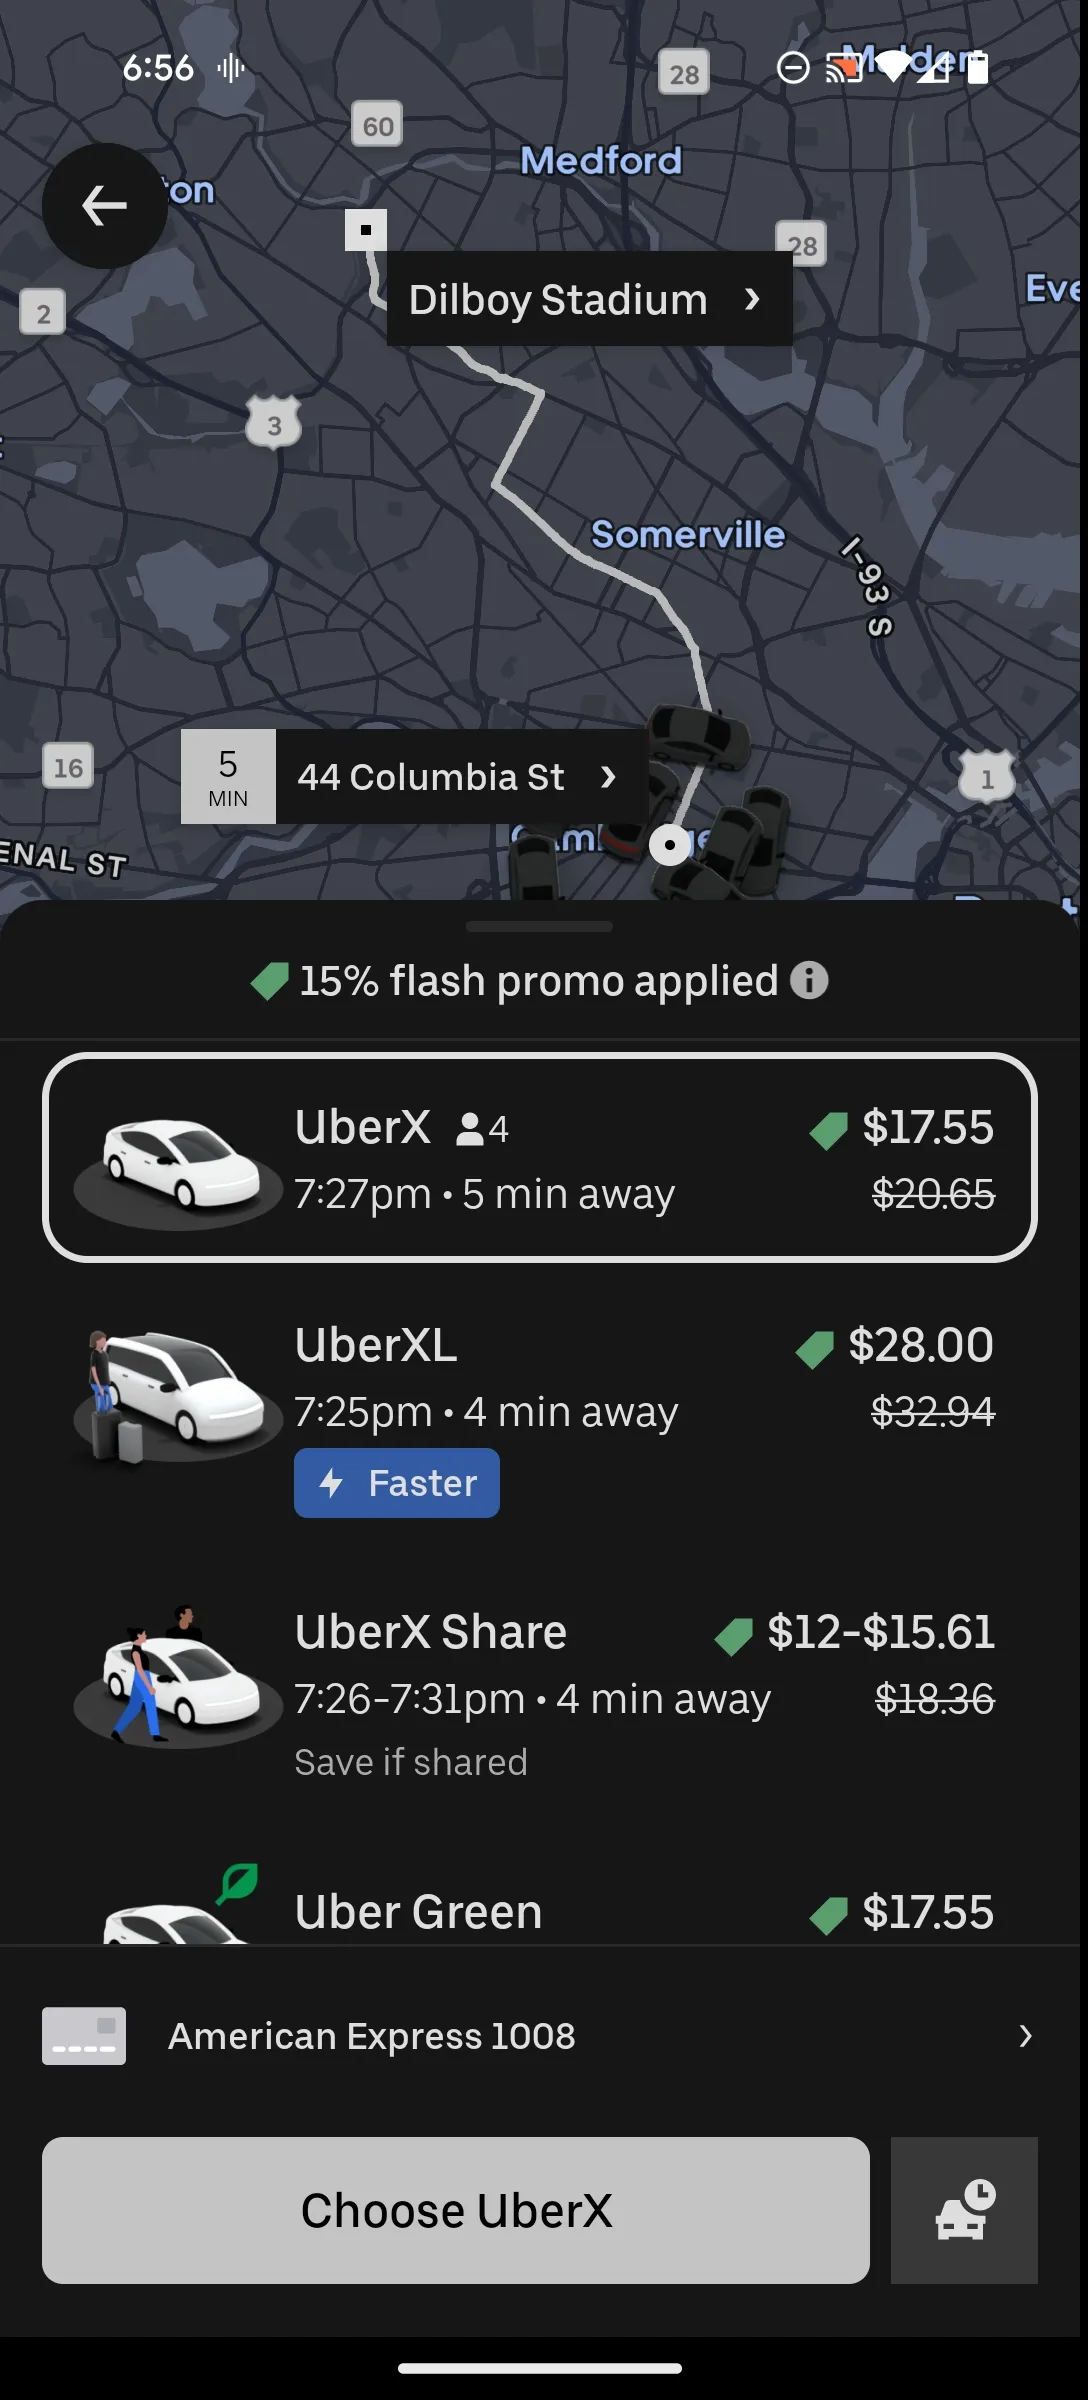 6:56
28
Malden
60
Medford
ton
28
Dilboy Stadium
2
Eve
3
Somerville
I-93 S
5
MIN
44 Columbia St
16
1
ENAL ST
15% flash promo applied
UberX 4
$17.55
7:27pm • 5 min away
$20.65
UberXL
$28.00
7:25pm • 4 min away
$32.94
Faster
UberX Share
$12-$15.61
7:26-7:31pm • 4 min away
$18.36
Save if shared
Uber Green
$17.55
American Express 1008
Choose UberX